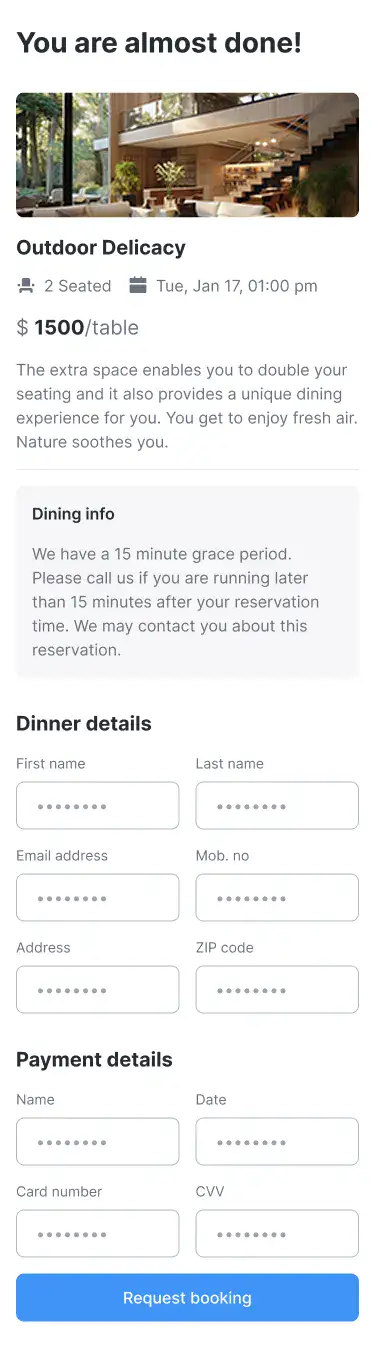 You are almost done!
Outdoor Delicacy
2 Seated Tue, Jan 17, 01:00 pm
$ 1500/table
The extra space enables you to double your
seating and it also provides a unique dining
experience for you. You get to enjoy fresh air.
Nature soothes you.
Dining info
We have a 15 minute grace period.
Please call us if you are running later
than 15 minutes after your reservation
time. We may contact you about this
reservation.
Dinner details
First name Last name
•••••••• ••••••••
Email address Mob. no
•••••••• ••••••••
Address ZIP code
•••••••• ••••••••
Payment details
Name Date
•••••••• ••••••••
Card number CVV
•••••••• ••••••••
Request booking